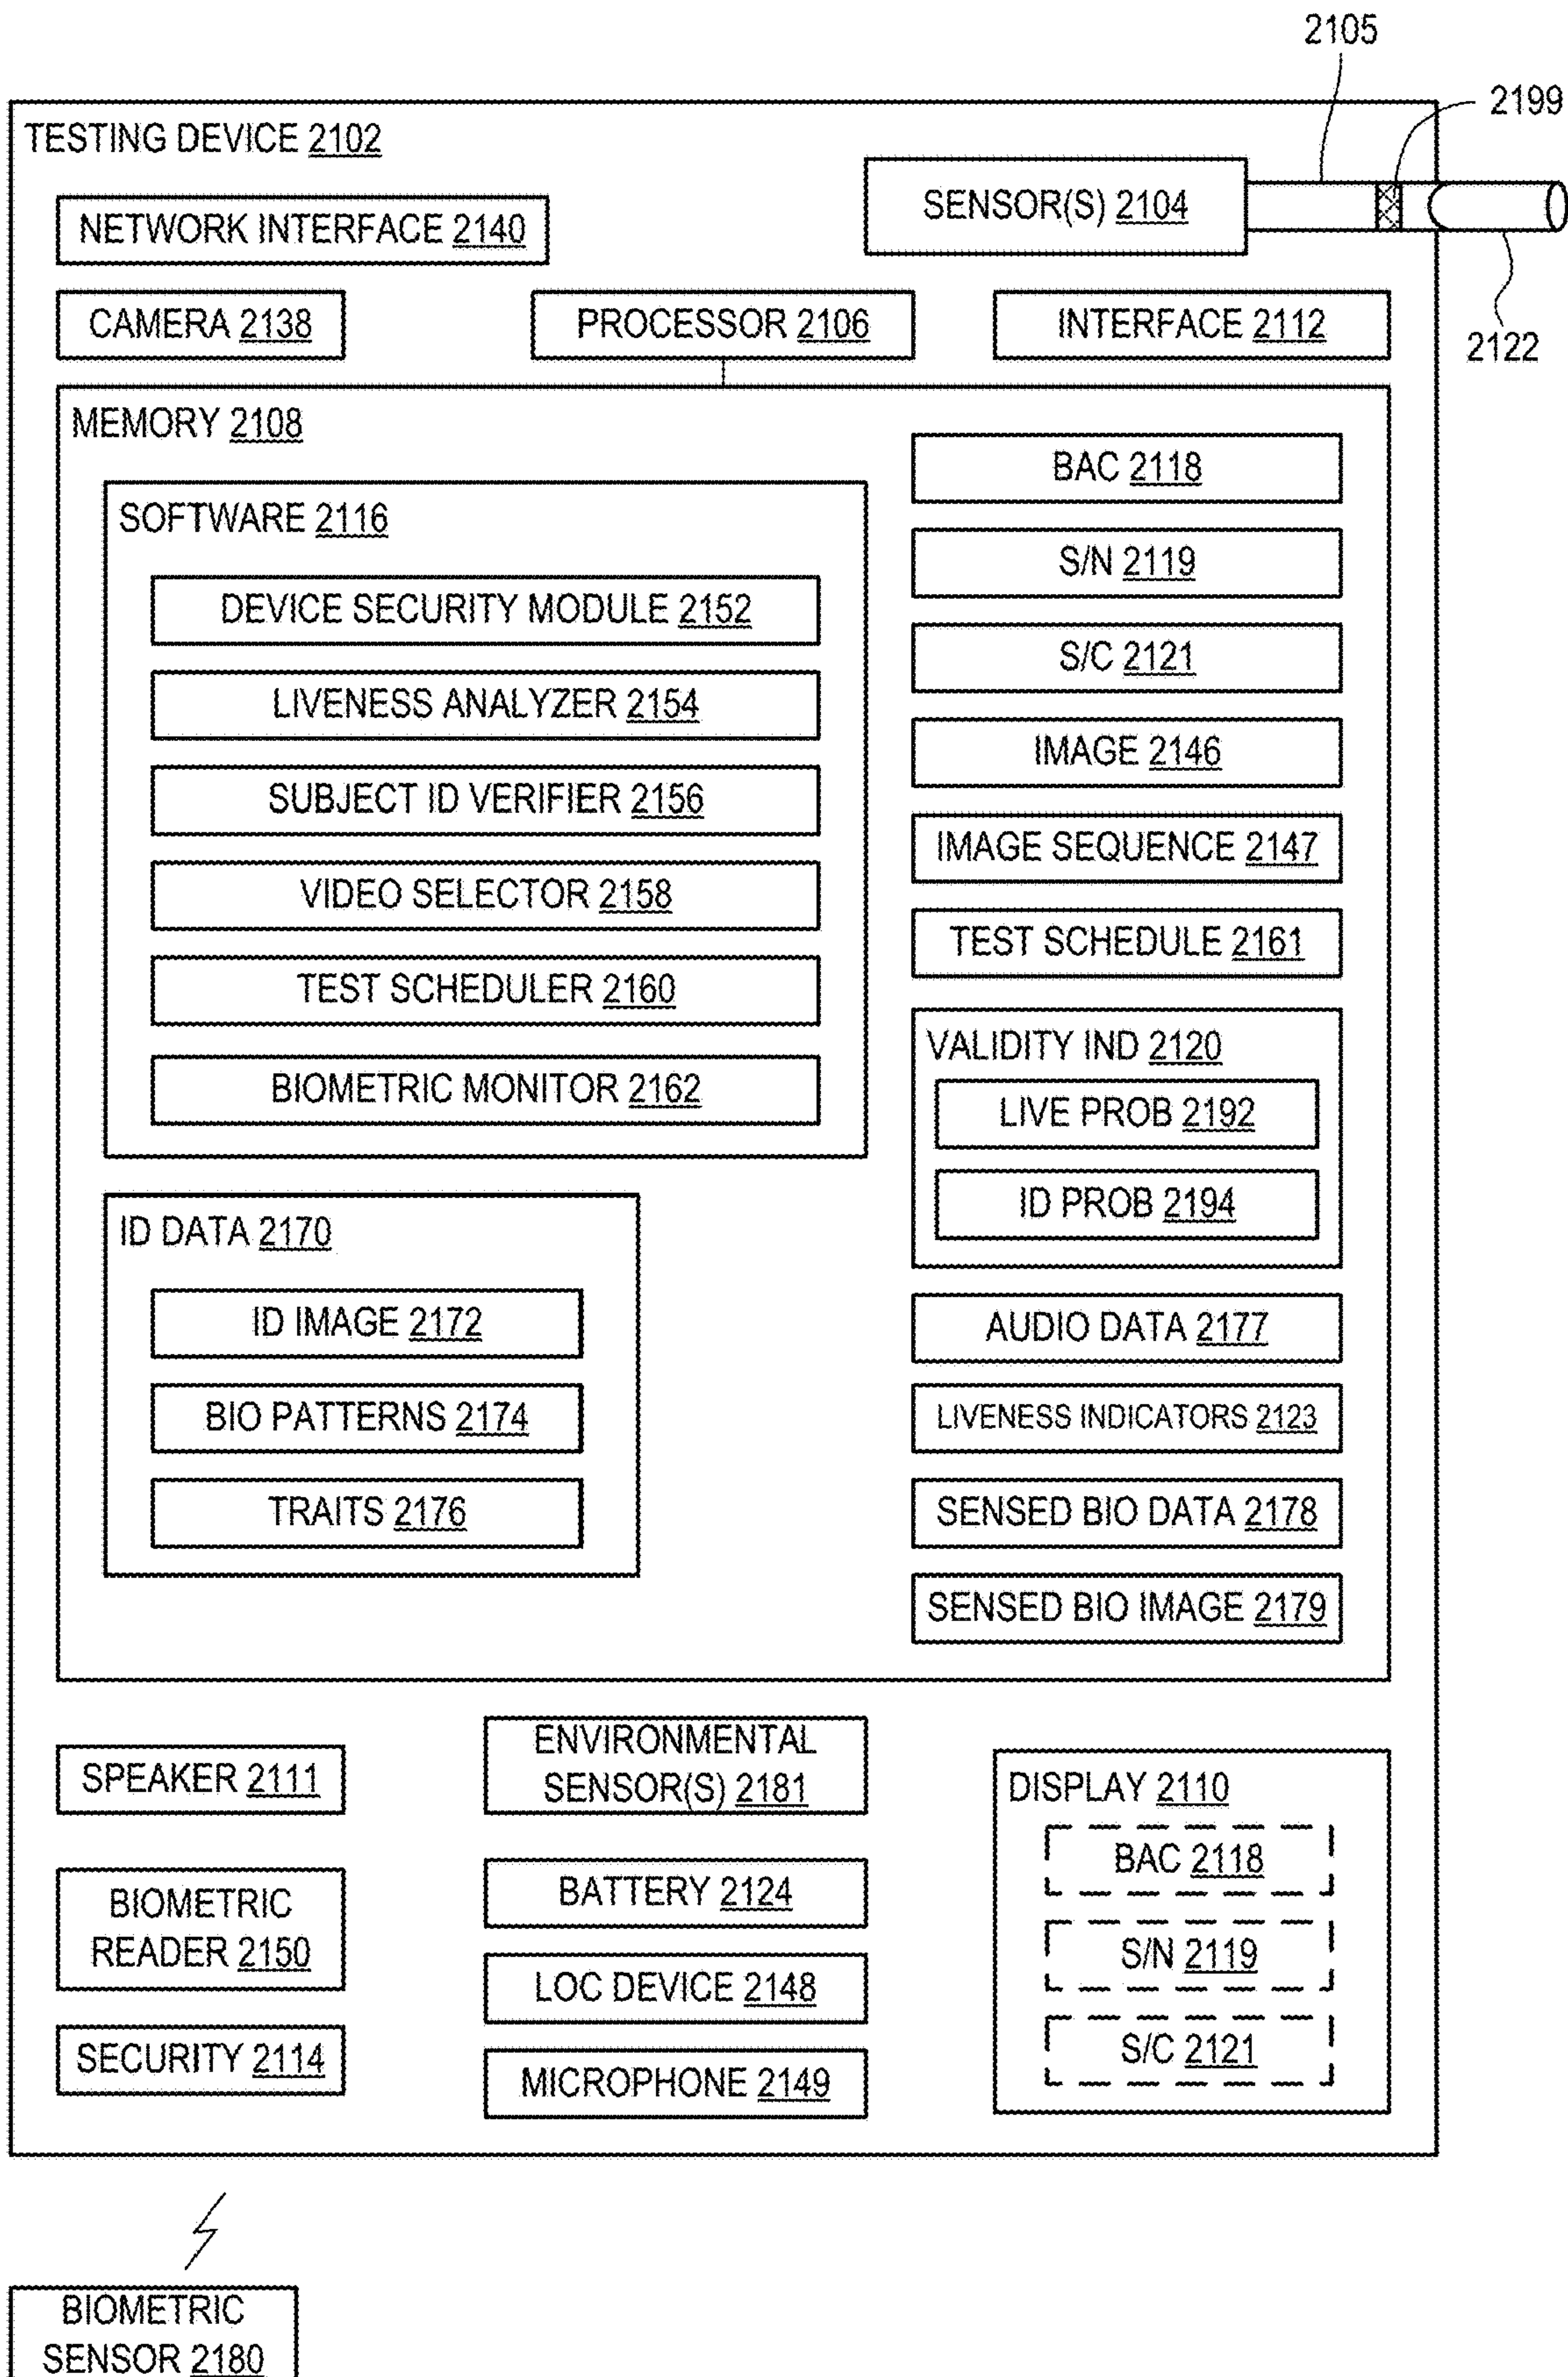 2105
2199
TESTING DEVICE 2102
SENSOR(S) 2104
NETWORK INTERFACE 2140
2122
CAMERA 2138
PROCESSOR 2106
INTERFACE 2112
MEMORY 2108
SOFTWARE 2116
DEVICE SECURITY MODULE 2152
LIVENESS ANALYZER 2154
SUBJECT ID VERIFIER 2156
VIDEO SELECTOR 2158
TEST SCHEDULER 2160
BIOMETRIC MONITOR 2162
ID DATA 2170
ID IMAGE 2172
BIO PATTERNS 2174
TRAITS 2176
BAC 2118
S/N 2119
S/C 2121
IMAGE 2146
IMAGE SEQUENCE 2147
TEST SCHEDULE 2161
VALIDITY IND 2120
LIVE PROB 2192
ID PROB 2194
AUDIO DATA 2177
LIVENESS INDICATORS 2123
SENSED BIO DATA 2178
SENSED BIO IMAGE 2179
SPEAKER 2111
BIOMETRIC
READER 2150
SECURITY 2114
ENVIRONMENTAL
SENSOR(S) 2181
BATTERY 2124
LOC DEVICE 2148
MICROPHONE 2149
DISPLAY 2110
BAC 2118
S/N 2119
S/C 2121
BIOMETRIC
SENSOR 2180